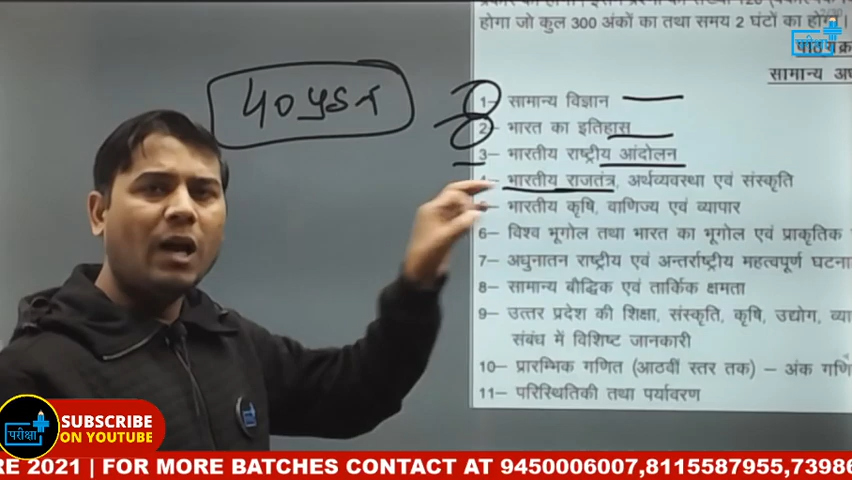 होगा जो कुल 300 अंकों का तथा समय 2 घंटों का होगा।
परीक्षा
सामान्य
40 प्रश्न
1- सामान्य विज्ञान
2- भारत का इतिहास
3- भारतीय राष्ट्रीय आंदोलन
4- भारतीय राजतंत्र, अर्थव्यवस्था एवं संस्कृति
भारतीय कृषि, वाणिज्य एवं व्यापार
6- विश्व भूगोल तथा भारत का भूगोल एवं प्राकृतिक
7- अधुनातन राष्ट्रीय एवं अन्तर्राष्ट्रीय महत्वपूर्ण घटना
8- सामान्य बौद्धिक एवं तार्किक क्षमता
9- उत्तर प्रदेश की शिक्षा, संस्कृति, कृषि, उद्योग, व्या
संबंध में विशिष्ट जानकारी
10- प्रारम्भिक गणित (आठवीं स्तर तक) - अंक गणि
11- परिस्थितिकी तथा पर्यावरण
परीक्षा
SUBSCRIBE
ON YOUTUBE
RE 2021 | FOR MORE BATCHES CONTACT AT 9450006007,8115587955,73986